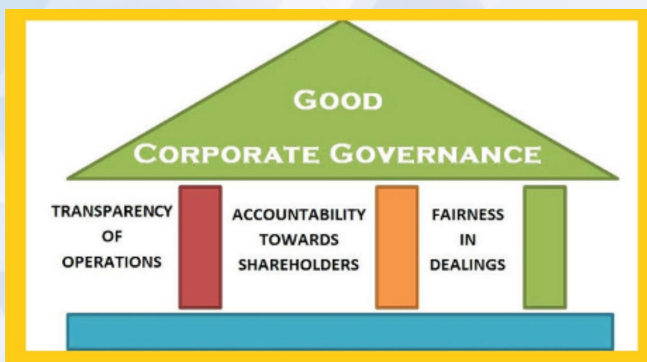 GOOD
CORPORATE GOVERNANCE
TRANSPARENCY
OF
OPERATIONS
ACCOUNTABILITY
TOWARDS
SHAREHOLDERS
FAIRNESS
IN
DEALINGS